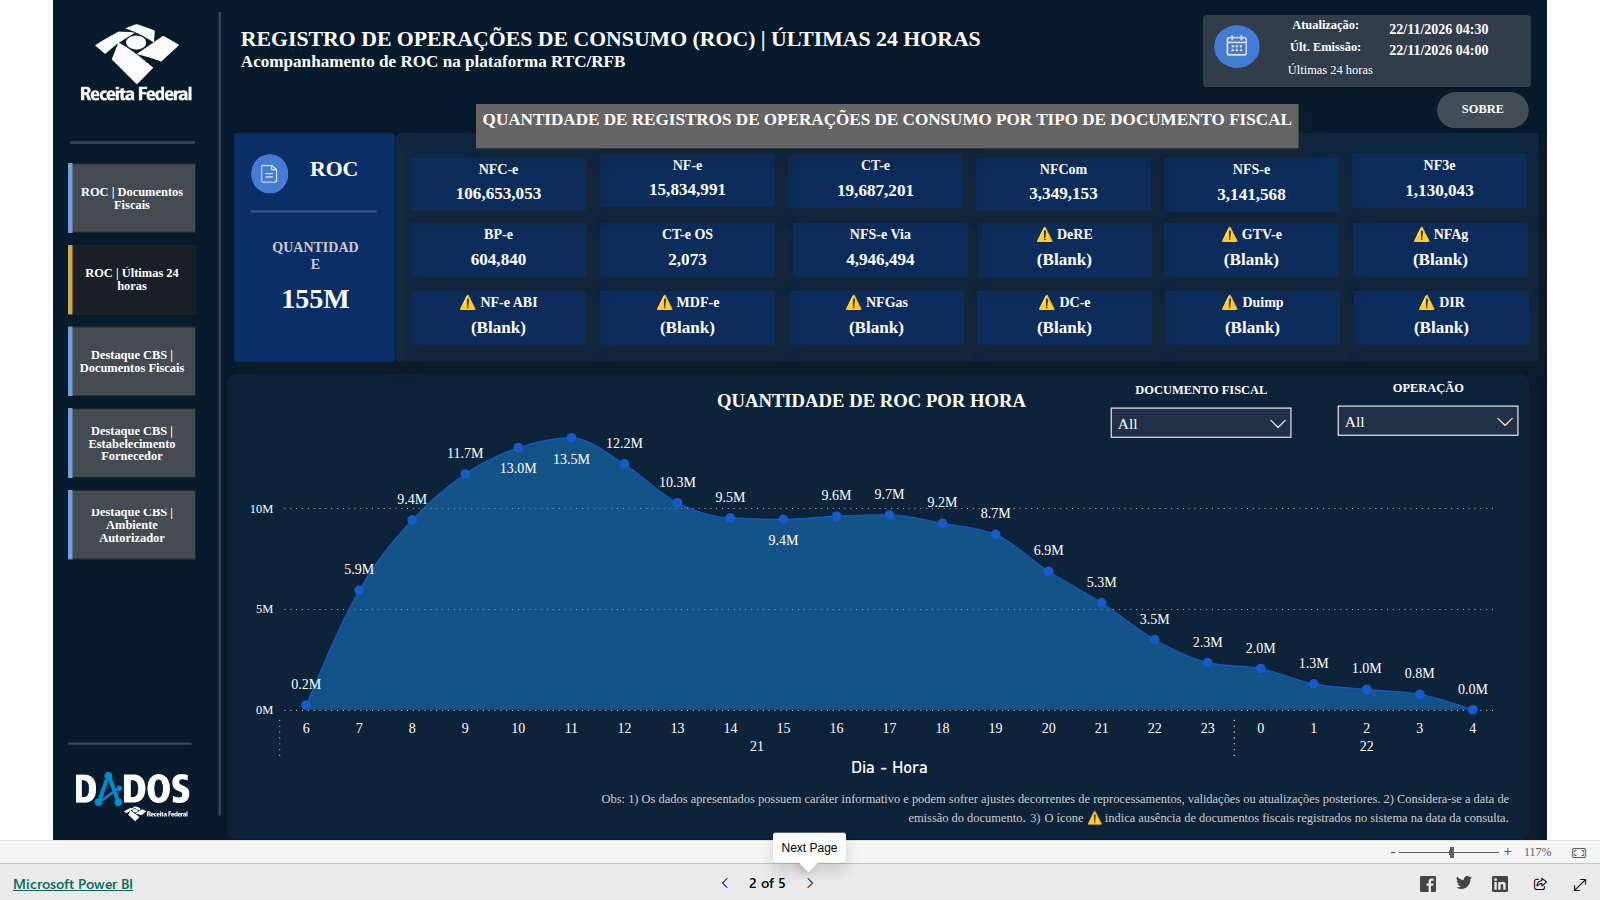 Receita Federal
REGISTRO DE OPERAÇÕES DE CONSUMO (ROC) | ÚLTIMAS 24 HORAS
Acompanhamento de ROC na plataforma RTC/RFB
Atualização: 22/11/2026 04:30
Últ. Emissão: 22/11/2026 04:00
Últimas 24 horas
SOBRE
ROC | Documentos
Fiscais
ROC | Últimas 24
horas
Destaque CBS |
Documentos Fiscais
Destaque CBS |
Estabelecimento
Fornecedor
Destaque CBS |
Ambiente
Autorizador
DADOS
Receita Federal
QUANTIDADE DE REGISTROS DE OPERAÇÕES DE CONSUMO POR TIPO DE DOCUMENTO FISCAL
ROC
QUANTIDAD
E
155M
NFC-e NF-e CT-e NFCom NFS-e NF3e
106,653,053 15,834,991 19,687,201 3,349,153 3,141,568 1,130,043
BP-e CT-e OS NFS-e Via ⚠️ DeRE ⚠️ GTV-e ⚠️ NFAg
604,840 2,073 4,946,494 (Blank) (Blank) (Blank)
⚠️ NF-e ABI ⚠️ MDF-e ⚠️ NFGas ⚠️ DC-e ⚠️ Duimp ⚠️ DIR
(Blank) (Blank) (Blank) (Blank) (Blank) (Blank)
QUANTIDADE DE ROC POR HORA
DOCUMENTO FISCAL
All
OPERAÇÃO
All
10M
5M
0M
0.2M 5.9M 9.4M 11.7M 13.0M 13.5M 12.2M 10.3M 9.5M 9.4M 9.6M 9.7M 9.2M 8.7M 6.9M 5.3M 3.5M 2.3M 2.0M 1.3M 1.0M 0.8M 0.0M
6 7 8 9 10 11 12 13 14 15 16 17 18 19 20 21 22 23 0 1 2 3 4
21 22
Dia - Hora
Obs: 1) Os dados apresentados possuem caráter informativo e podem sofrer ajustes decorrentes de reprocessamentos, validações ou atualizações posteriores. 2) Considera-se a data de
emissão do documento. 3) O ícone ⚠️ indica ausência de documentos fiscais registrados no sistema na data da consulta.
Next Page
- + 117%
Microsoft Power BI
2 of 5